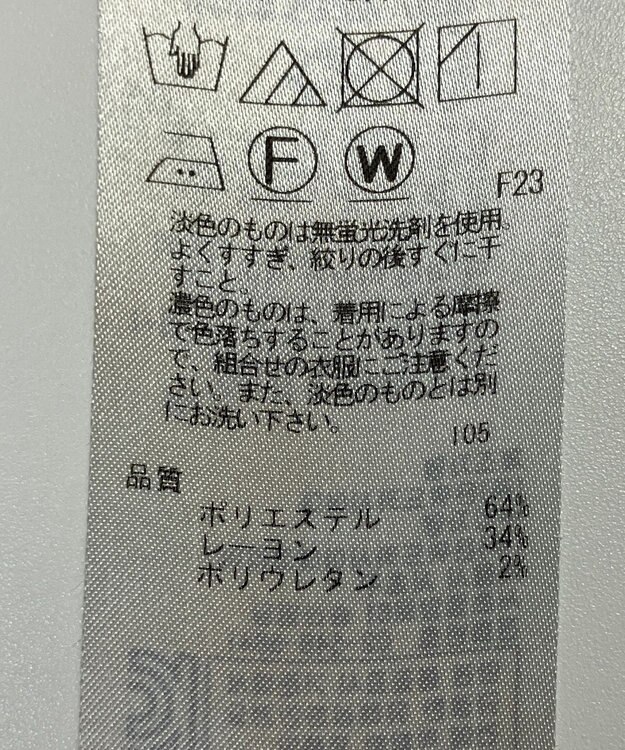 F W
F23
淡色のものは無蛍光洗剤を使用。
よくすすぎ、絞りの後すぐに干
すこと。
濃色のものは、着用による摩擦
で色落ちすることがありますの
で、組合せの衣服にご注意くだ
さい。また、淡色のものとは別
にお洗い下さい。
105
品質
ポリエステル 64%
レーヨン 34%
ポリウレタン 2%